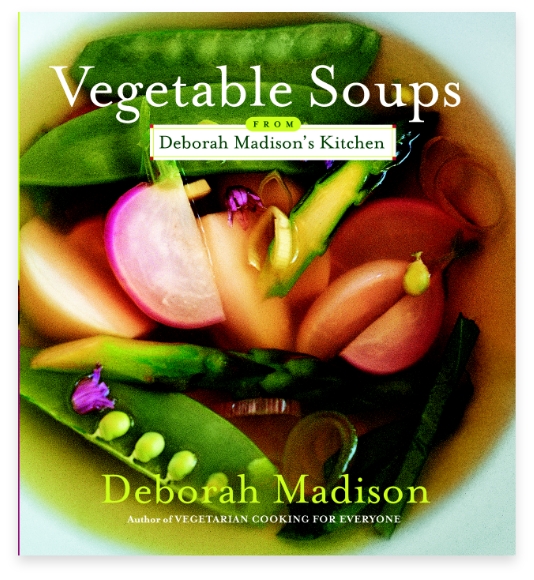 Vegetable Soups
FROM
Deborah Madison's Kitchen
Deborah Madison
Author of VEGETARIAN COOKING FOR EVERYONE